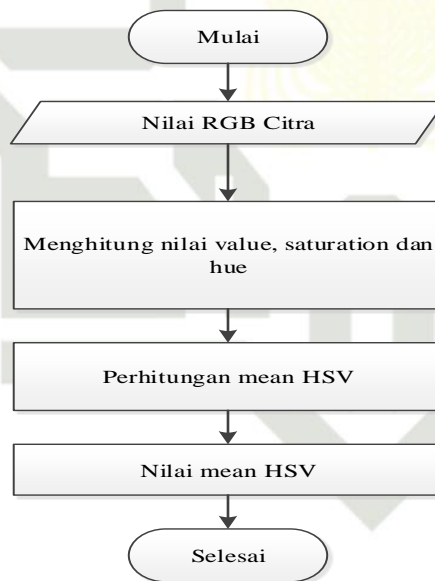 Mulai
Nilai RGB Citra
Menghitung nilai value, saturation dan
hue
Perhitungan mean HSV
Nilai mean HSV
Selesai